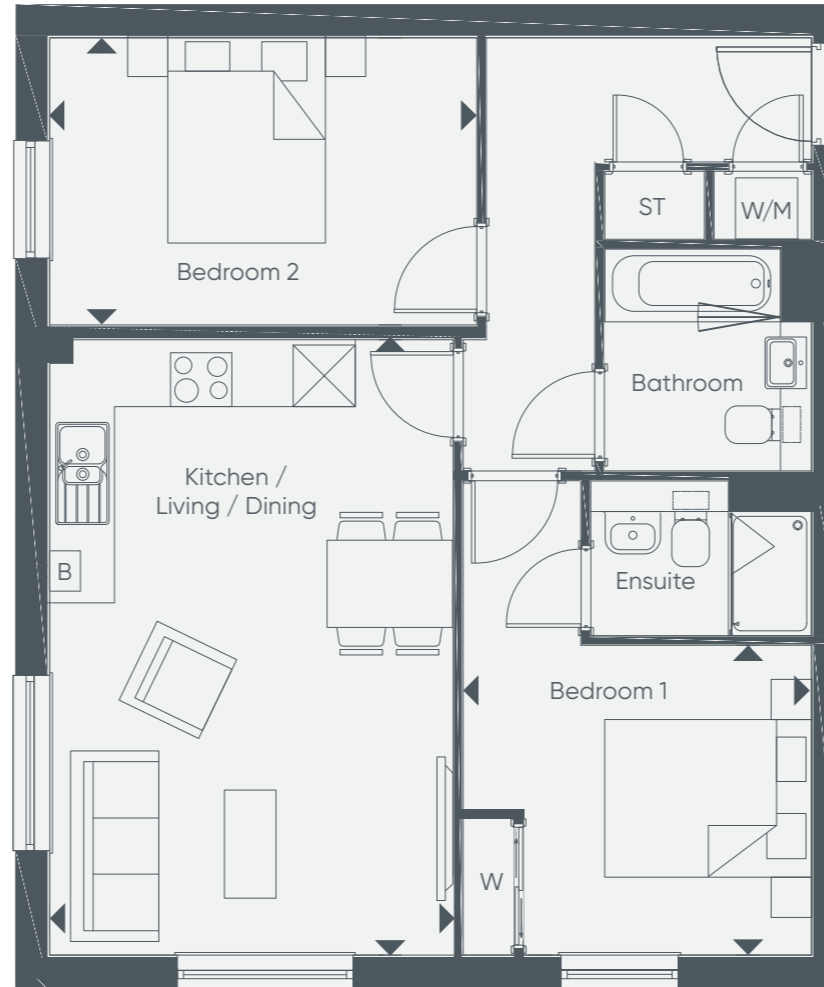 ST
W/M
Bedroom 2
Bathroom
Kitchen /
Living / Dining
B
Ensuite
Bedroom 1
W